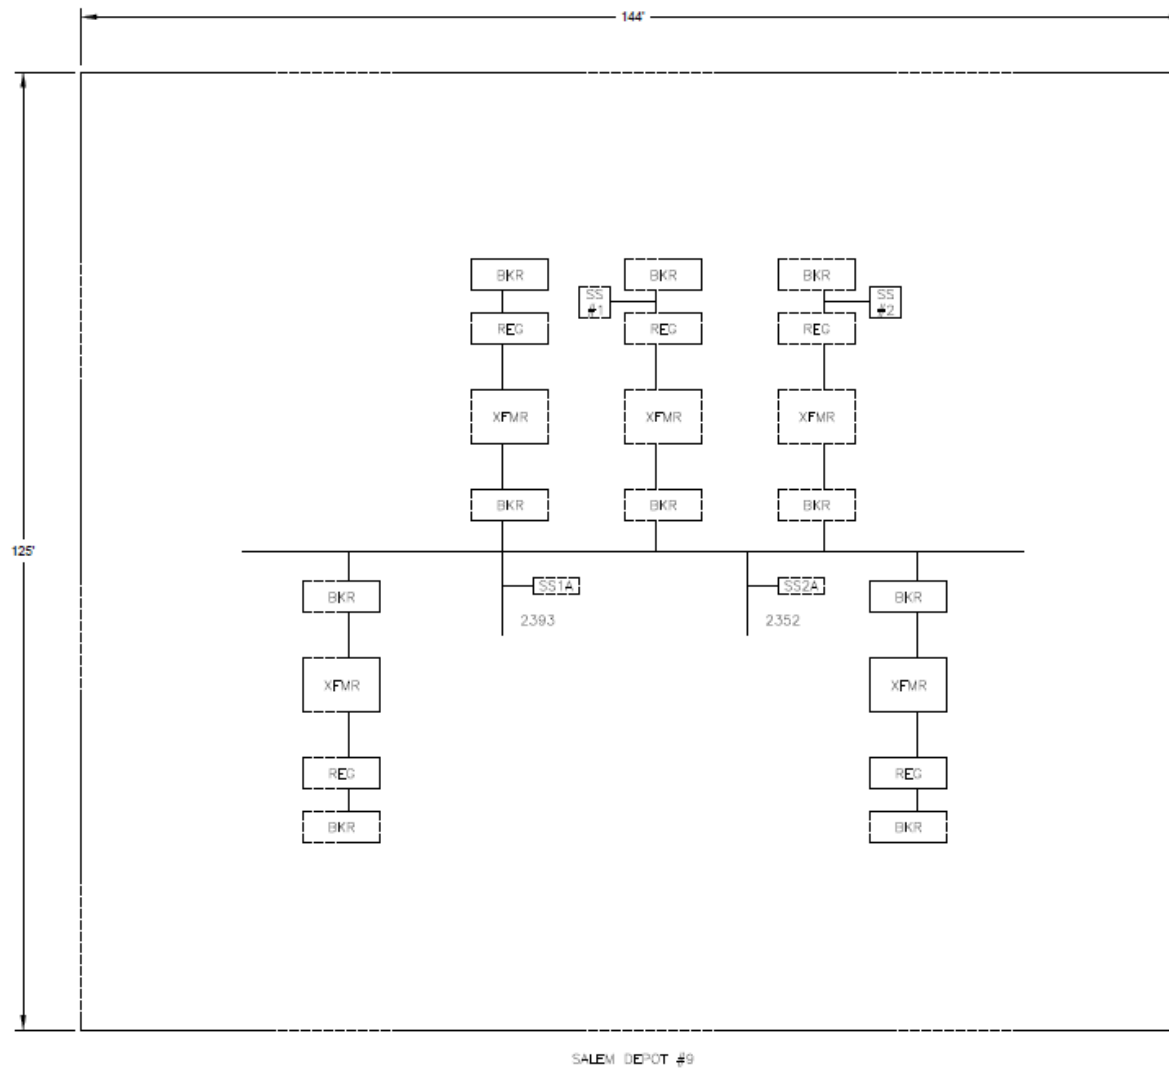 144'
BKR
BKR
BKR
SS
#1
SS
#2
REG
REG
REG
XFMR
XFMR
XFMR
BKR
BKR
BKR
125'
SS1A
SS2A
BKR
BKR
2393
2352
XFMR
XFMR
REG
REG
BKR
BKR
SALEM DEPOT #9